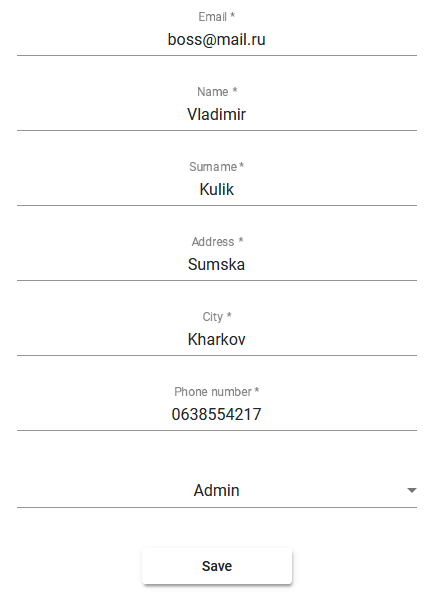 Email *
boss@mail.ru
Name *
Vladimir
Surname *
Kulik
Address *
Sumska
City *
Kharkov
Phone number *
0638554217
Admin
Save